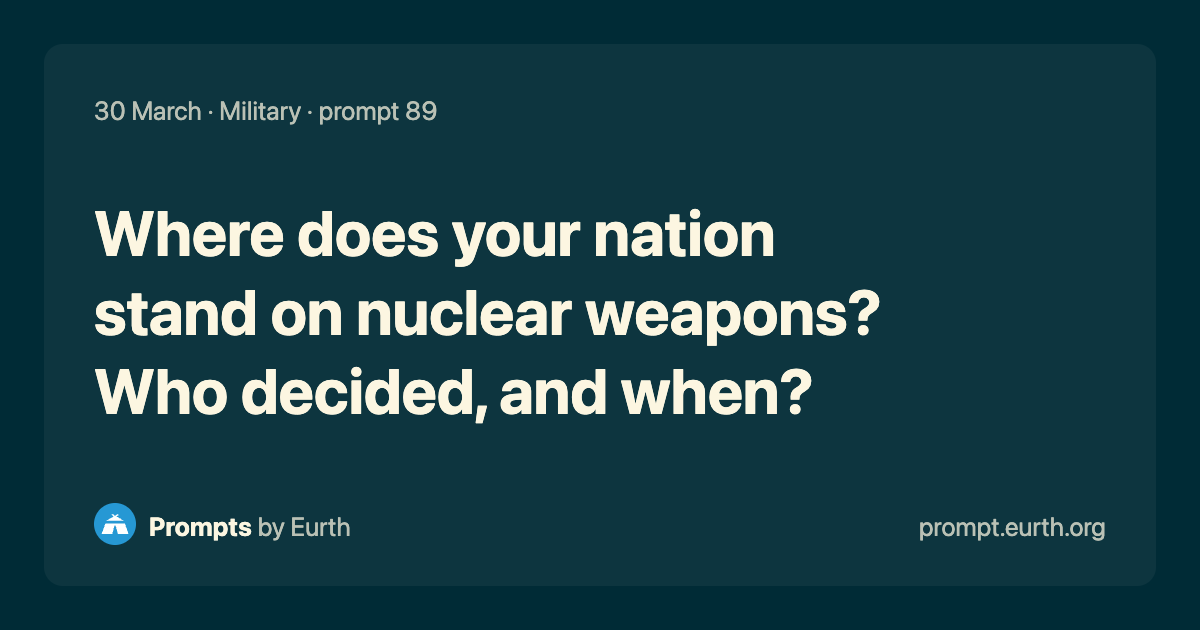 30 March · Military · prompt 89
Where does your nation
stand on nuclear weapons?
Who decided, and when?
Prompts by Eurth
prompt.eurth.org